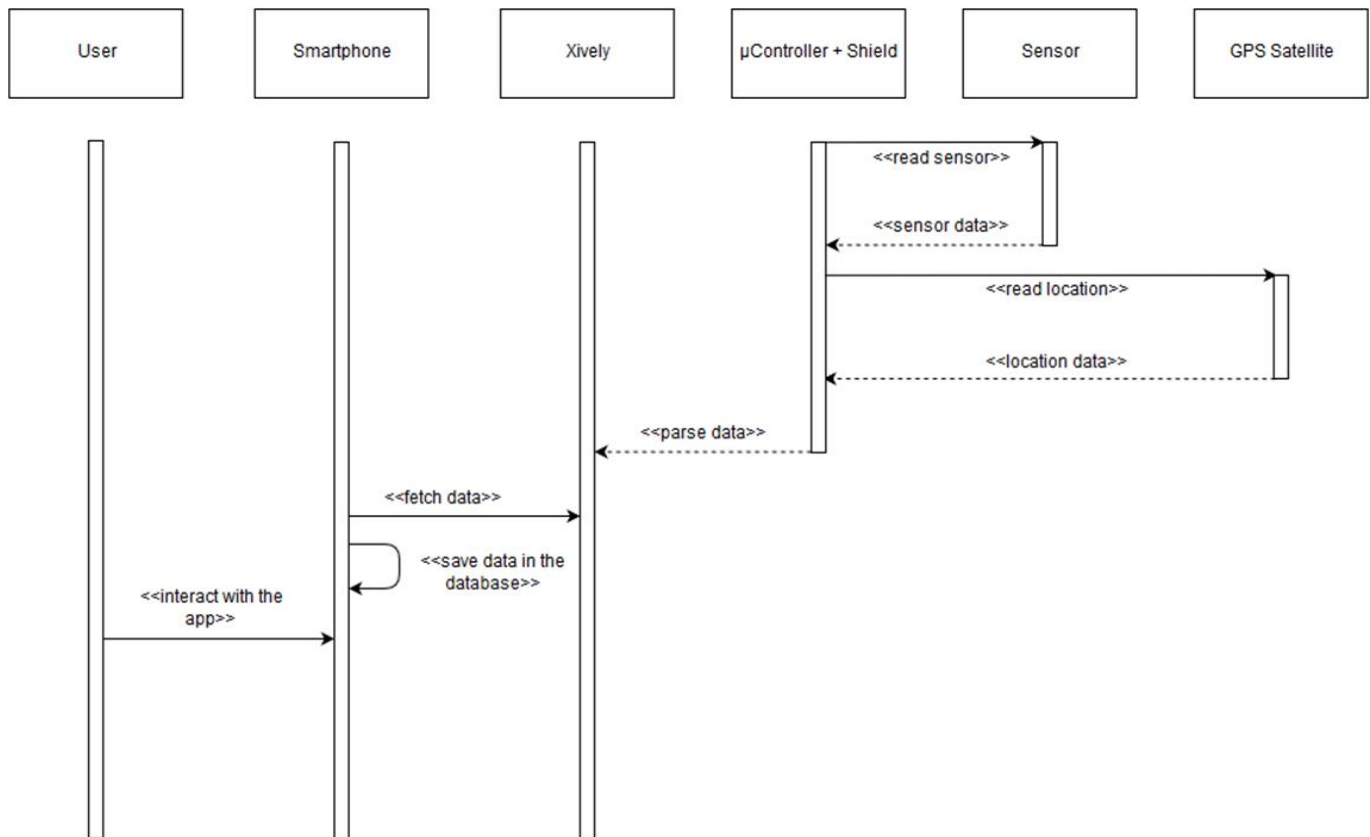 User
Smartphone
Xively
µController + Shield
Sensor
GPS Satellite
<<read sensor>>
<<sensor data>>
<<read location>>
<<location data>>
<<parse data>>
<<fetch data>>
<<save data in the
database>>
<<interact with the
app>>